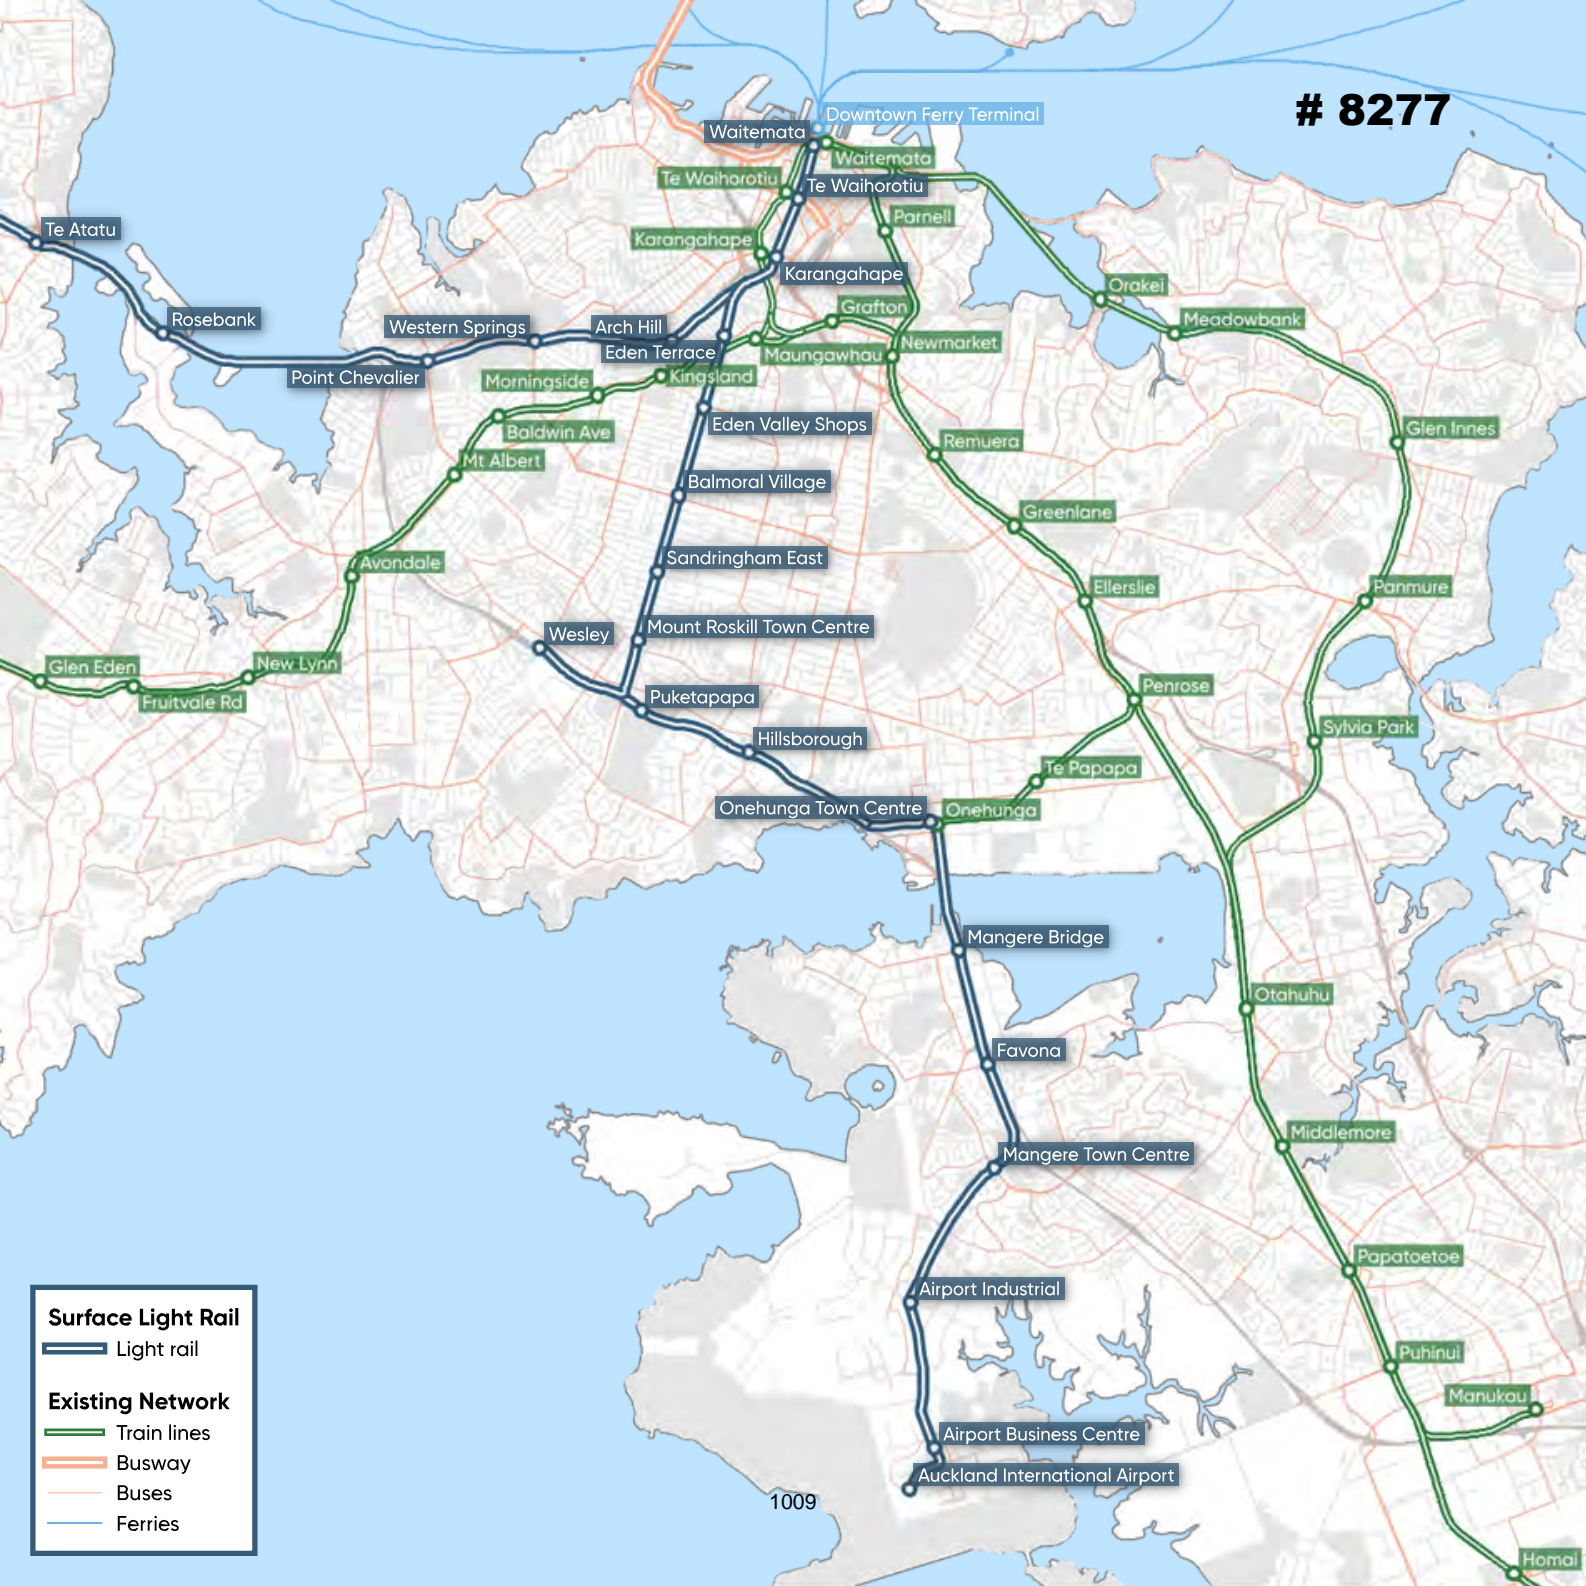 # 8277
Downtown Ferry Terminal
Waitemata
Waitemata
Te Waihorotiu
Te Waihorotiu
Parnell
Te Atatu
Karangahape
Karangahape
Orakei
Rosebank
Western Springs
Arch Hill
Grafton
Meadowbank
Eden Terrace
Maungawhau
Newmarket
Point Chevalier
Morningside
Kingsland
Baldwin Ave
Eden Valley Shops
Remuera
Glen Innes
Mt Albert
Balmoral Village
Greenlane
Avondale
Sandringham East
Ellerslie
Panmure
Wesley
Mount Roskill Town Centre
Glen Eden
New Lynn
Fruitvale Rd
Puketapapa
Penrose
Hillsborough
Sylvia Park
Te Papapa
Onehunga Town Centre
Onehunga
Mangere Bridge
Otahuhu
Favona
Middlemore
Mangere Town Centre
Papatoetoe
Airport Industrial
Puhinui
Manukau
Airport Business Centre
Auckland International Airport
1009
Homai
Surface Light Rail
Light rail
Existing Network
Train lines
Busway
Buses
Ferries